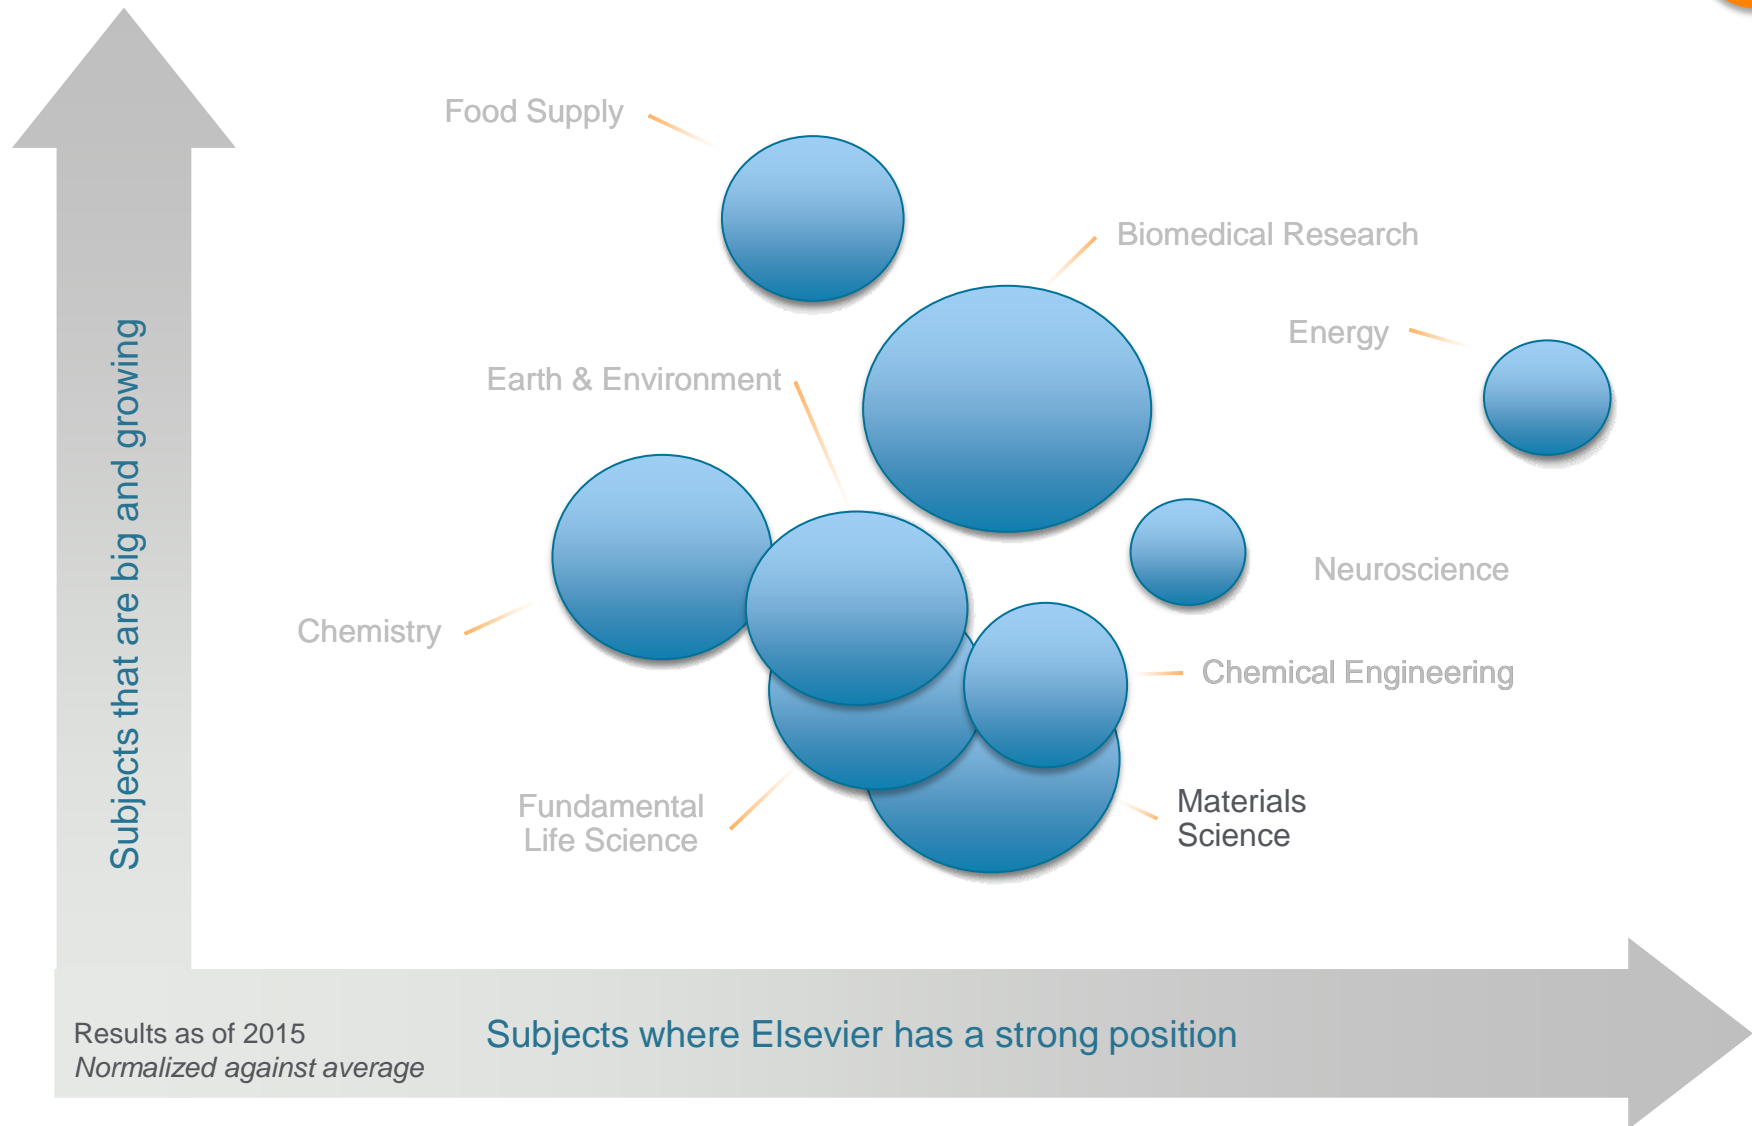 Food Supply
Biomedical Research
Energy
Earth & Environment
Subjects that are big and growing
Neuroscience
Chemistry
Chemical Engineering
Fundamental
Life Science
Materials
Science
Results as of 2015
Normalized against average
Subjects where Elsevier has a strong position